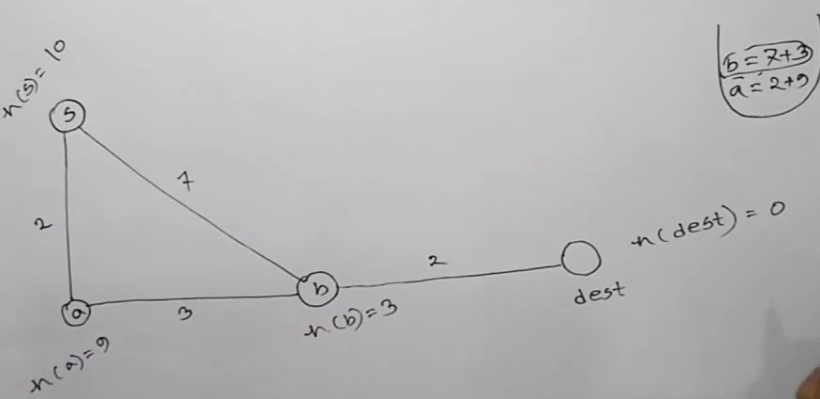 h(s) = 10
s
b = 7+3
a = 2+9
7
2
h(dest) = 0
2
dest
b
h(b) = 3
a
3
h(a) = 9